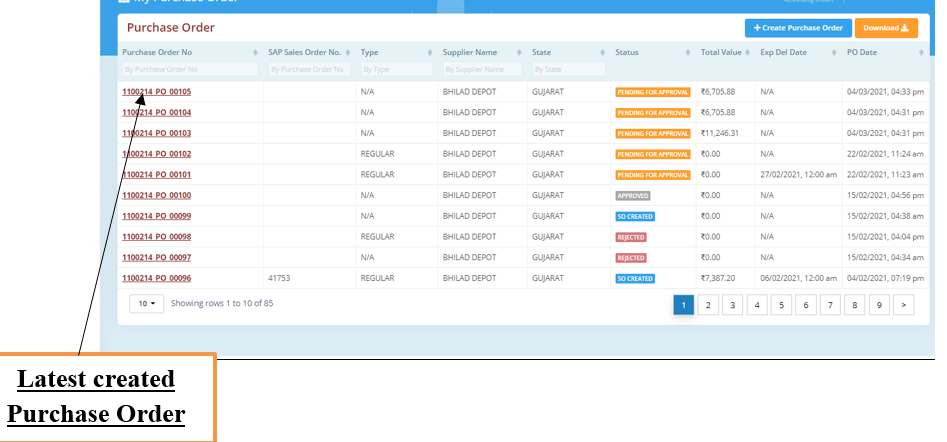 My Purchase Order
Purchase Order
+ Create Purchase Order Download
Purchase Order No SAP Sales Order No. Type Supplier Name State Status Total Value Exp Del Date PO Date
By Purchase Order No By Purchase Order No By Type By Supplier Name By State
1100214_PO_00105 N/A BHILAD DEPOT GUJARAT PENDING FOR APPROVAL ₹6,705.88 N/A 04/03/2021, 04:33 pm
1100214_PO_00104 N/A BHILAD DEPOT GUJARAT PENDING FOR APPROVAL ₹6,705.88 N/A 04/03/2021, 04:31 pm
1100214_PO_00103 N/A BHILAD DEPOT GUJARAT PENDING FOR APPROVAL ₹11,246.31 N/A 04/03/2021, 04:31 pm
1100214_PO_00102 REGULAR BHILAD DEPOT GUJARAT PENDING FOR APPROVAL ₹0.00 N/A 22/02/2021, 11:24 am
1100214_PO_00101 REGULAR BHILAD DEPOT GUJARAT PENDING FOR APPROVAL ₹0.00 27/02/2021, 12:00 am 22/02/2021, 11:23 am
1100214_PO_00100 N/A BHILAD DEPOT GUJARAT APPROVED ₹0.00 N/A 15/02/2021, 04:56 pm
1100214_PO_00099 N/A BHILAD DEPOT GUJARAT SO CREATED ₹0.00 N/A 15/02/2021, 04:38 am
1100214_PO_00098 REGULAR BHILAD DEPOT GUJARAT REJECTED ₹0.00 N/A 15/02/2021, 04:04 pm
1100214_PO_00097 N/A BHILAD DEPOT GUJARAT REJECTED ₹0.00 N/A 15/02/2021, 04:34 am
1100214_PO_00096 41753 REGULAR BHILAD DEPOT GUJARAT SO CREATED ₹7,387.20 06/02/2021, 12:00 am 04/02/2021, 07:19 pm
10 Showing rows 1 to 10 of 85 1 2 3 4 5 6 7 8 9 >
Latest created
Purchase Order